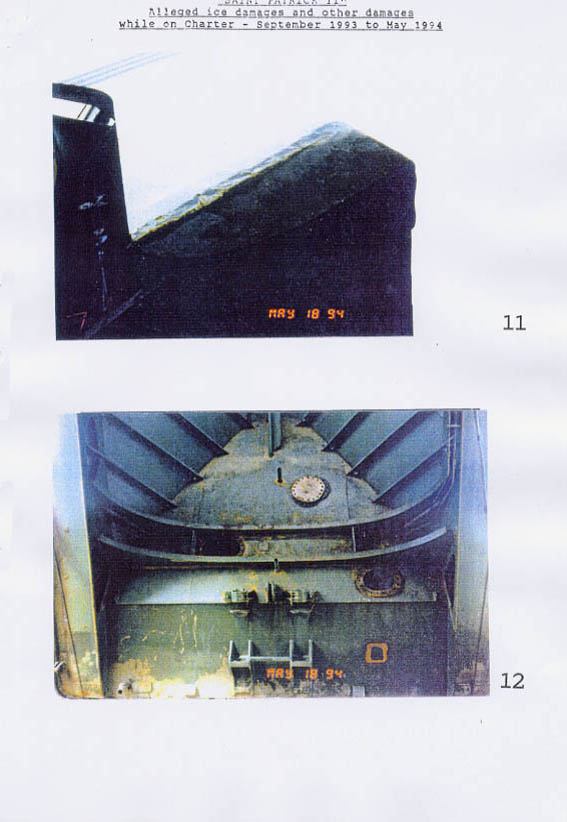 "SAINT PATRICK II"
Alleged ice damages and other damages
while on Charter - September 1993 to May 1994
MAY 18 94
11
MAY 18 94
12